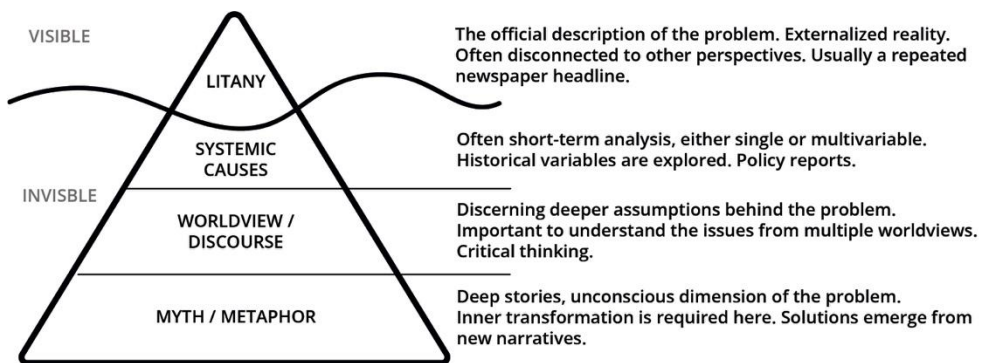 VISIBLE
LITANY
The official description of the problem. Externalized reality.
Often disconnected to other perspectives. Usually a repeated
newspaper headline.
SYSTEMIC
CAUSES
Often short-term analysis, either single or multivariable.
Historical variables are explored. Policy reports.
INVISBLE
WORLDVIEW /
DISCOURSE
Discerning deeper assumptions behind the problem.
Important to understand the issues from multiple worldviews.
Critical thinking.
MYTH / METAPHOR
Deep stories, unconscious dimension of the problem.
Inner transformation is required here. Solutions emerge from
new narratives.